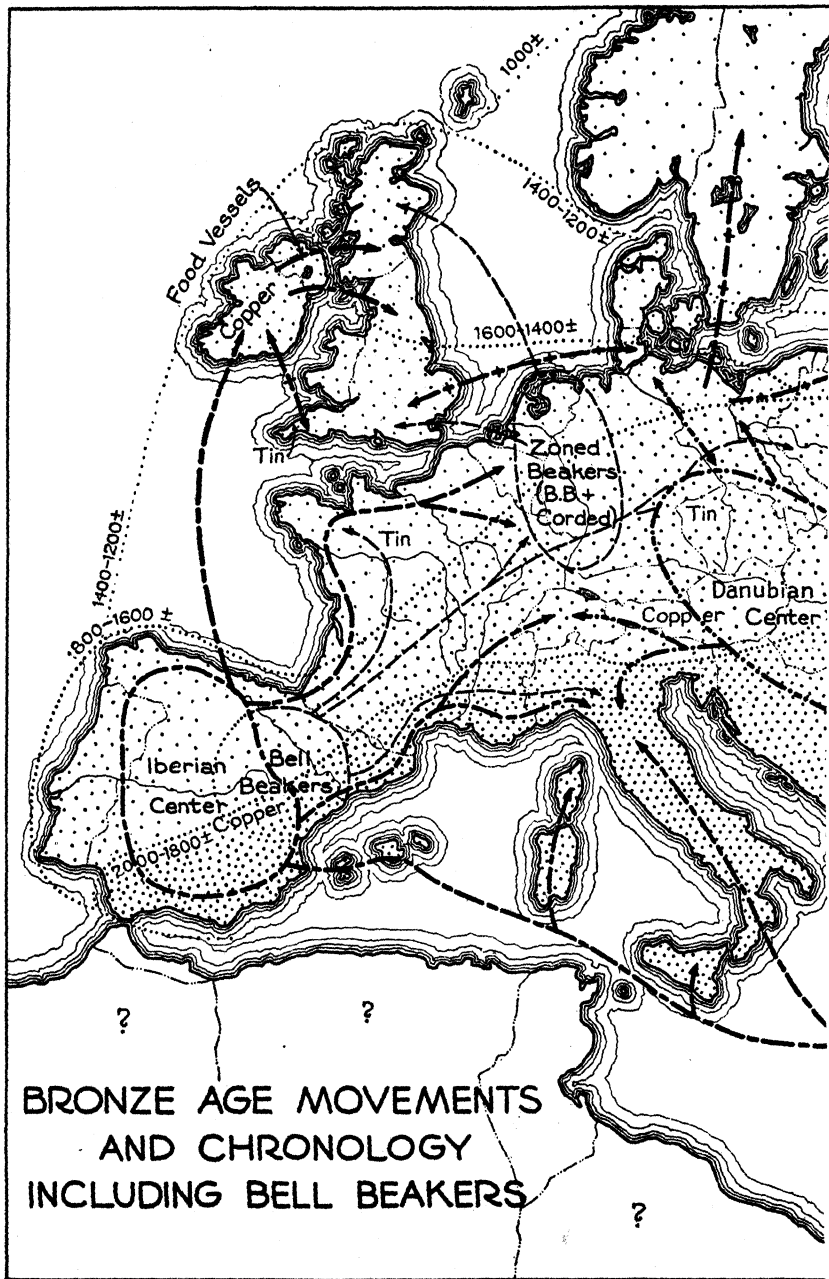 1000±
1400-1200±
Food Vessels
Copper
1600-1400±
Tin
Zoned
Beakers
(B.B.+
Corded)
Tin
Tin
Danubian
Center
Copper
1400-1200±
800-1600 ±
Iberian
Center
Bell
Beakers
Copper
2000-1800±
?
?
BRONZE AGE MOVEMENTS
AND CHRONOLOGY
INCLUDING BELL BEAKERS
?